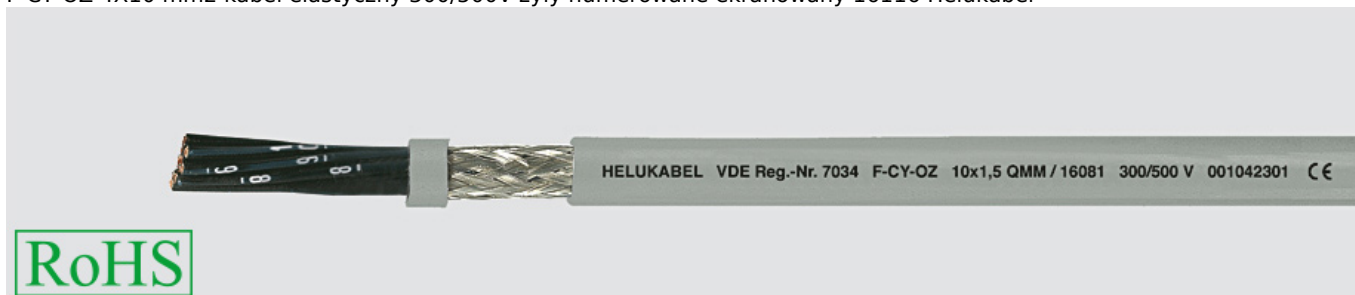 F-CY-OZ 4X16 mm2 kabel elastyczny 300/500V żyły numerowane ekranowany 16116 Helukabel
HELUKABEL VDE Reg.-Nr. 7034 F-CY-OZ 10x1,5 QMM / 16081 300/500 V 001042301 CE
RoHS